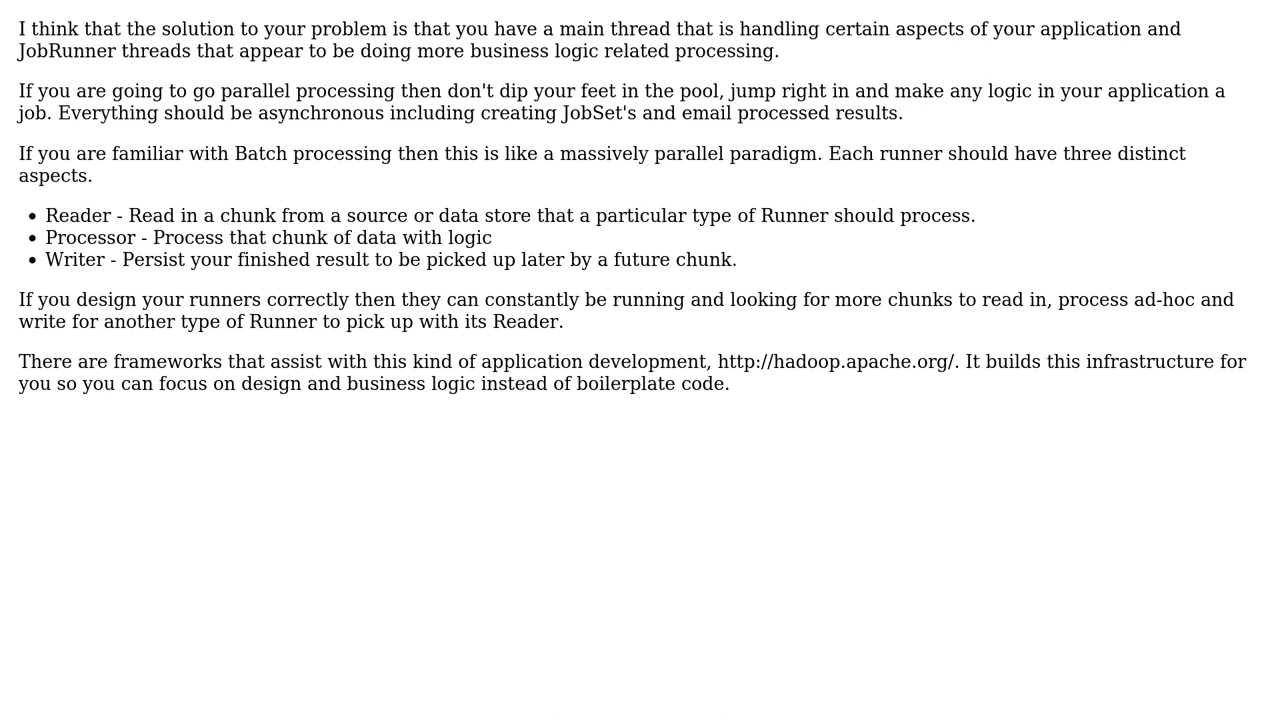 I think that the solution to your problem is that you have a main thread that is handling certain aspects of your application and
JobRunner threads that appear to be doing more business logic related processing.
If you are going to go parallel processing then don't dip your feet in the pool, jump right in and make any logic in your application a
job. Everything should be asynchronous including creating JobSet's and email processed results.
If you are familiar with Batch processing then this is like a massively parallel paradigm. Each runner should have three distinct
aspects.
• Reader - Read in a chunk from a source or data store that a particular type of Runner should process.
• Processor - Process that chunk of data with logic
• Writer - Persist your finished result to be picked up later by a future chunk.
If you design your runners correctly then they can constantly be running and looking for more chunks to read in, process ad-hoc and
write for another type of Runner to pick up with its Reader.
There are frameworks that assist with this kind of application development, http://hadoop.apache.org/. It builds this infrastructure for
you so you can focus on design and business logic instead of boilerplate code.